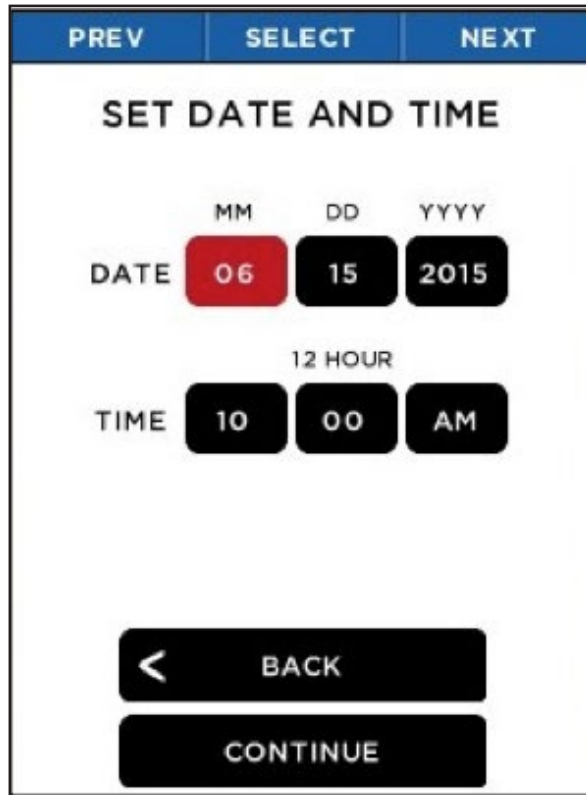 PREV SELECT NEXT
SET DATE AND TIME
MM DD YYYY
DATE 06 15 2015
12 HOUR
TIME 10 00 AM
< BACK
CONTINUE